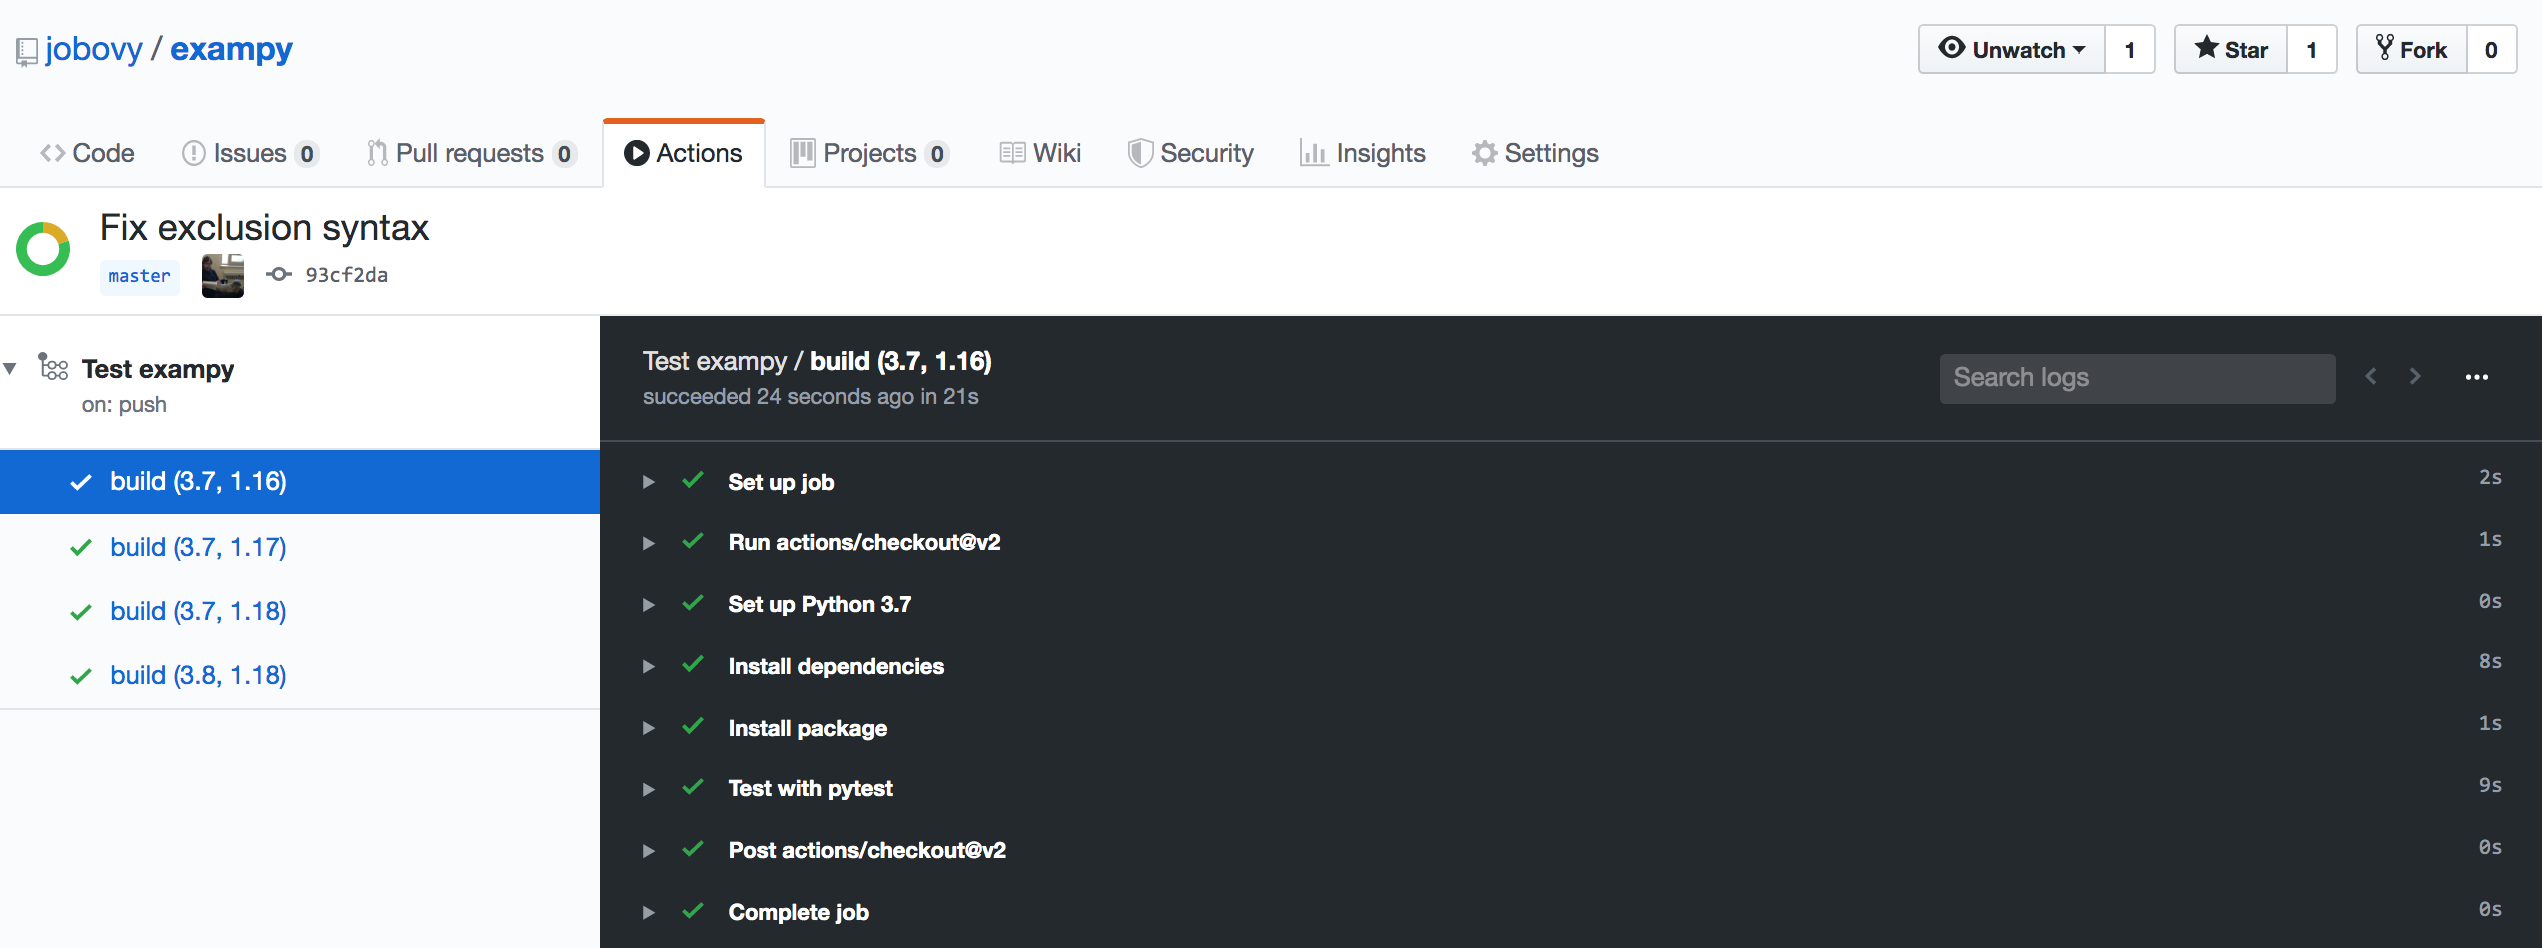 jobovy / exampy
Unwatch 1 Star 1 Fork 0
Code Issues 0 Pull requests 0 Actions Projects 0 Wiki Security Insights Settings
Fix exclusion syntax
master 93cf2da
Test exampy
on: push
build (3.7, 1.16)
build (3.7, 1.17)
build (3.7, 1.18)
build (3.8, 1.18)
Test exampy / build (3.7, 1.16)
succeeded 24 seconds ago in 21s
Search logs
Set up job 2s
Run actions/checkout@v2 1s
Set up Python 3.7 0s
Install dependencies 8s
Install package 1s
Test with pytest 9s
Post actions/checkout@v2 0s
Complete job 0s